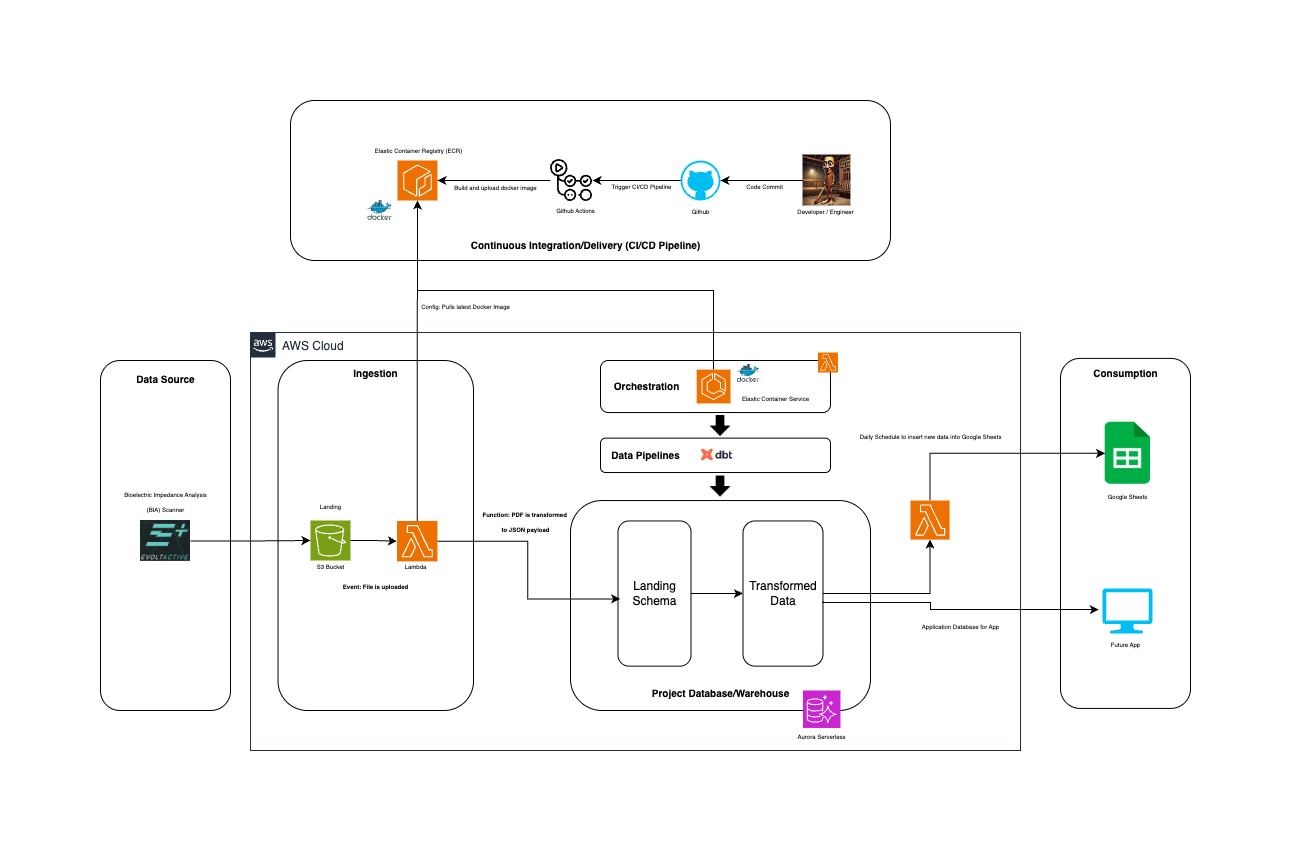 Elastic Container Registry (ECR)
docker
Build and upload docker image
Github Actions
Trigger CI/CD Pipeline
Github
Code Commit
Developer / Engineer
Continuous Integration/Delivery (CI/CD Pipeline)
Config: Pulls latest Docker Image
aws
AWS Cloud
Data Source
Bioelectric Impedance Analysis
(BIA) Scanner
EVOLTACTIVE
Ingestion
Landing
S3 Bucket
Lambda
Event: File is uploaded
Function: PDF is transformed
to JSON payload
Orchestration
docker
Elastic Container Service
Data Pipelines
dbt
Landing
Schema
Transformed
Data
Project Database/Warehouse
Aurora Serverless
Daily Schedule to insert new data into Google Sheets
Application Database for App
Consumption
Google Sheets
Future App